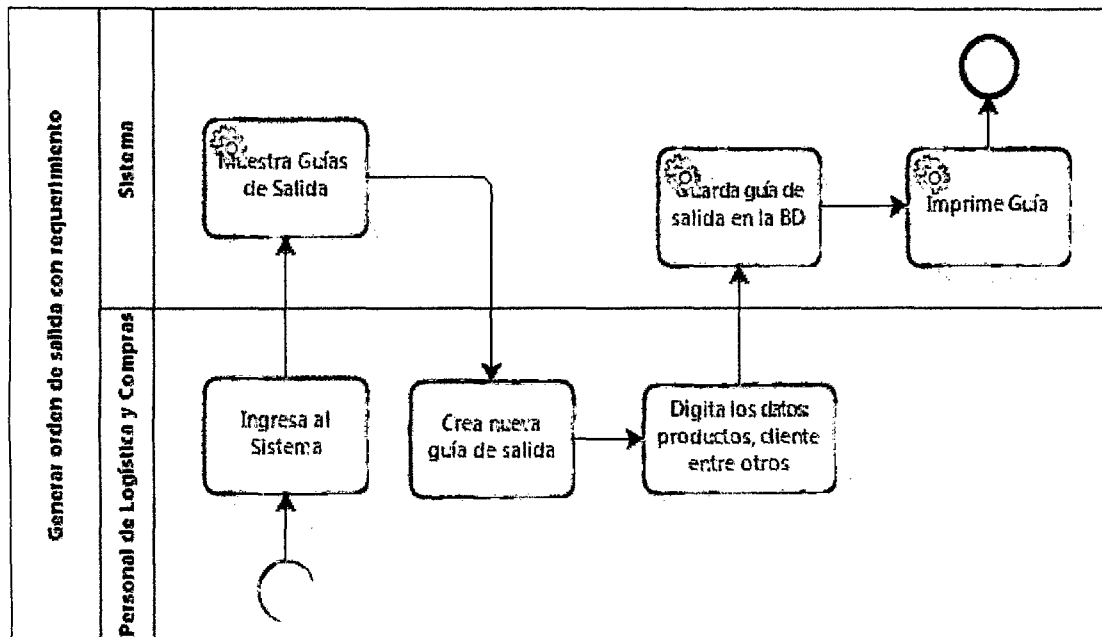 Generar orden de salida con requerimiento
Sistema
Muestra Guías
de Salida
Guarda guía de
salida en la BD
Imprime Guía
Personal de Logística y Compras
Ingresa al
Sistema
Crea nueva
guía de salida
Digita los datos:
productos, cliente
entre otros